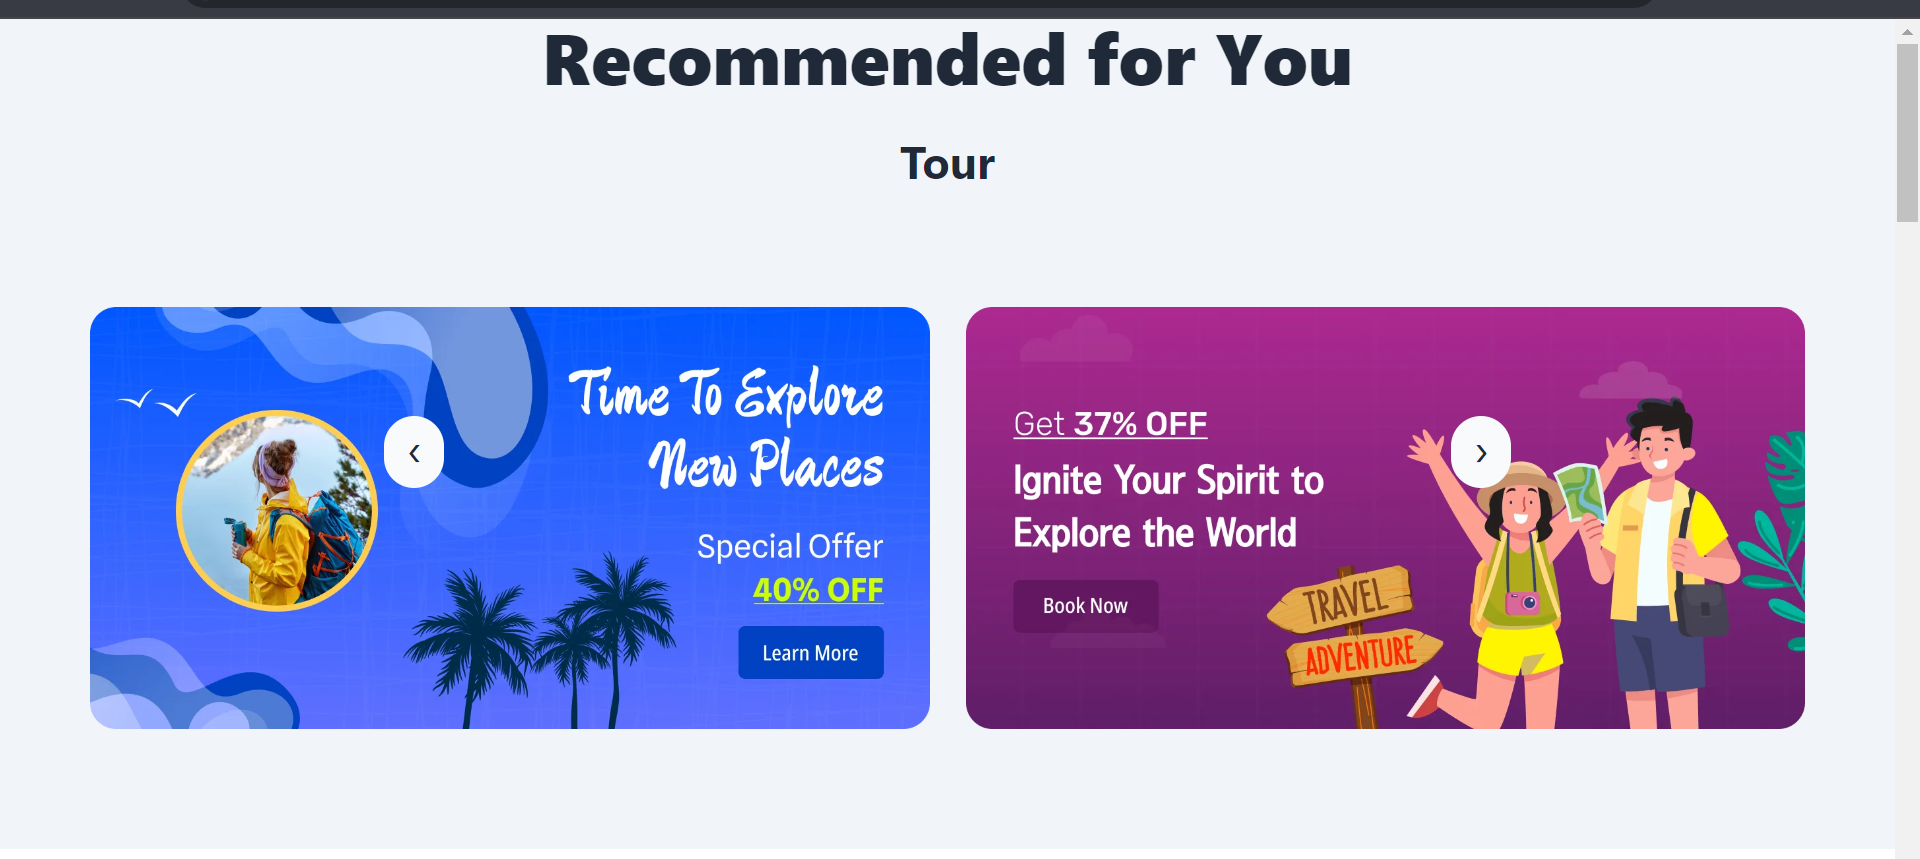 Recommended for You
Tour
Time To Explore
New Places
Special Offer
40% OFF
Learn More
Get 37% OFF
Ignite Your Spirit to
Explore the World
Book Now
TRAVEL
ADVENTURE